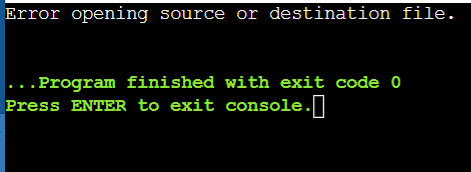 Error opening source or destination file.
...Program finished with exit code 0
Press ENTER to exit console.